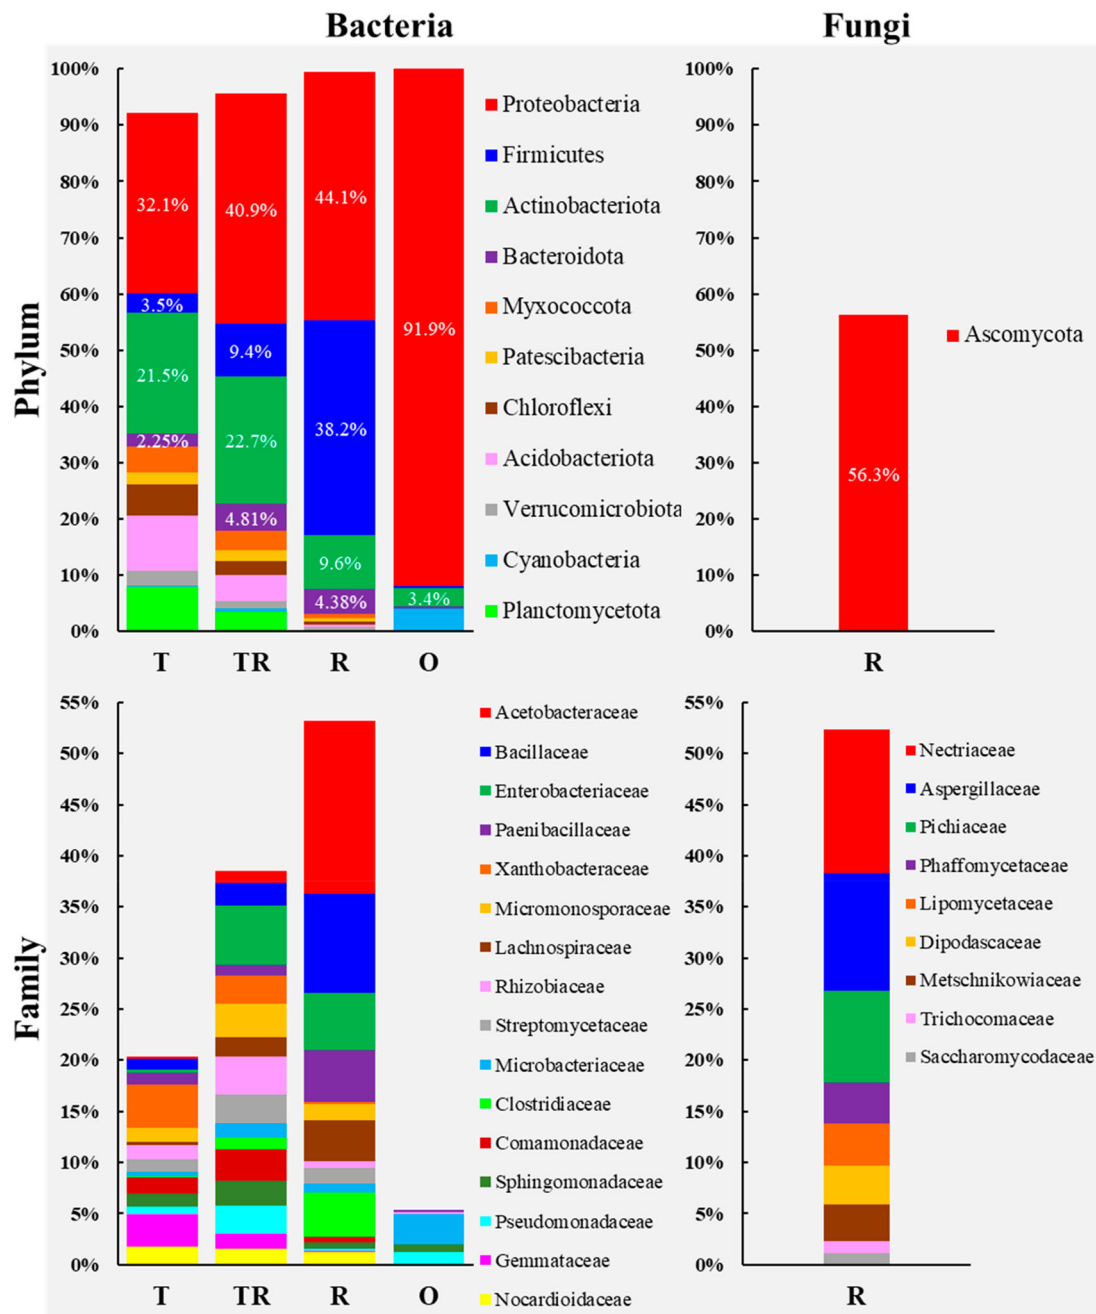 Bacteria
Fungi
Phylum
100%
90%
80%
70%
60%
50%
40%
30%
20%
10%
0%
32.1%
3.5%
21.5%
2.25%
40.9%
9.4%
22.7%
4.81%
44.1%
38.2%
9.6%
4.38%
91.9%
3.4%
T
TR
R
O
Proteobacteria
Firmicutes
Actinobacteriota
Bacteroidota
Myxococcota
Patescibacteria
Chloroflexi
Acidobacteriota
Verrucomicrobiota
Cyanobacteria
Planctomycetota
100%
90%
80%
70%
60%
50%
40%
30%
20%
10%
0%
56.3%
R
Ascomycota
Family
55%
50%
45%
40%
35%
30%
25%
20%
15%
10%
5%
0%
T
TR
R
O
Acetobacteraceae
Bacillaceae
Enterobacteriaceae
Paenibacillaceae
Xanthobacteraceae
Micromonosporaceae
Lachnospiraceae
Rhizobiaceae
Streptomycetaceae
Microbacteriaceae
Clostridiaceae
Comamonadaceae
Sphingomonadaceae
Pseudomonadaceae
Gemmataceae
Nocardioidaceae
55%
50%
45%
40%
35%
30%
25%
20%
15%
10%
5%
0%
R
Nectriaceae
Aspergillaceae
Pichiaceae
Phaffomycetaceae
Lipomycetaceae
Dipodascaceae
Metschnikowiaceae
Trichocomaceae
Saccharomycodaceae